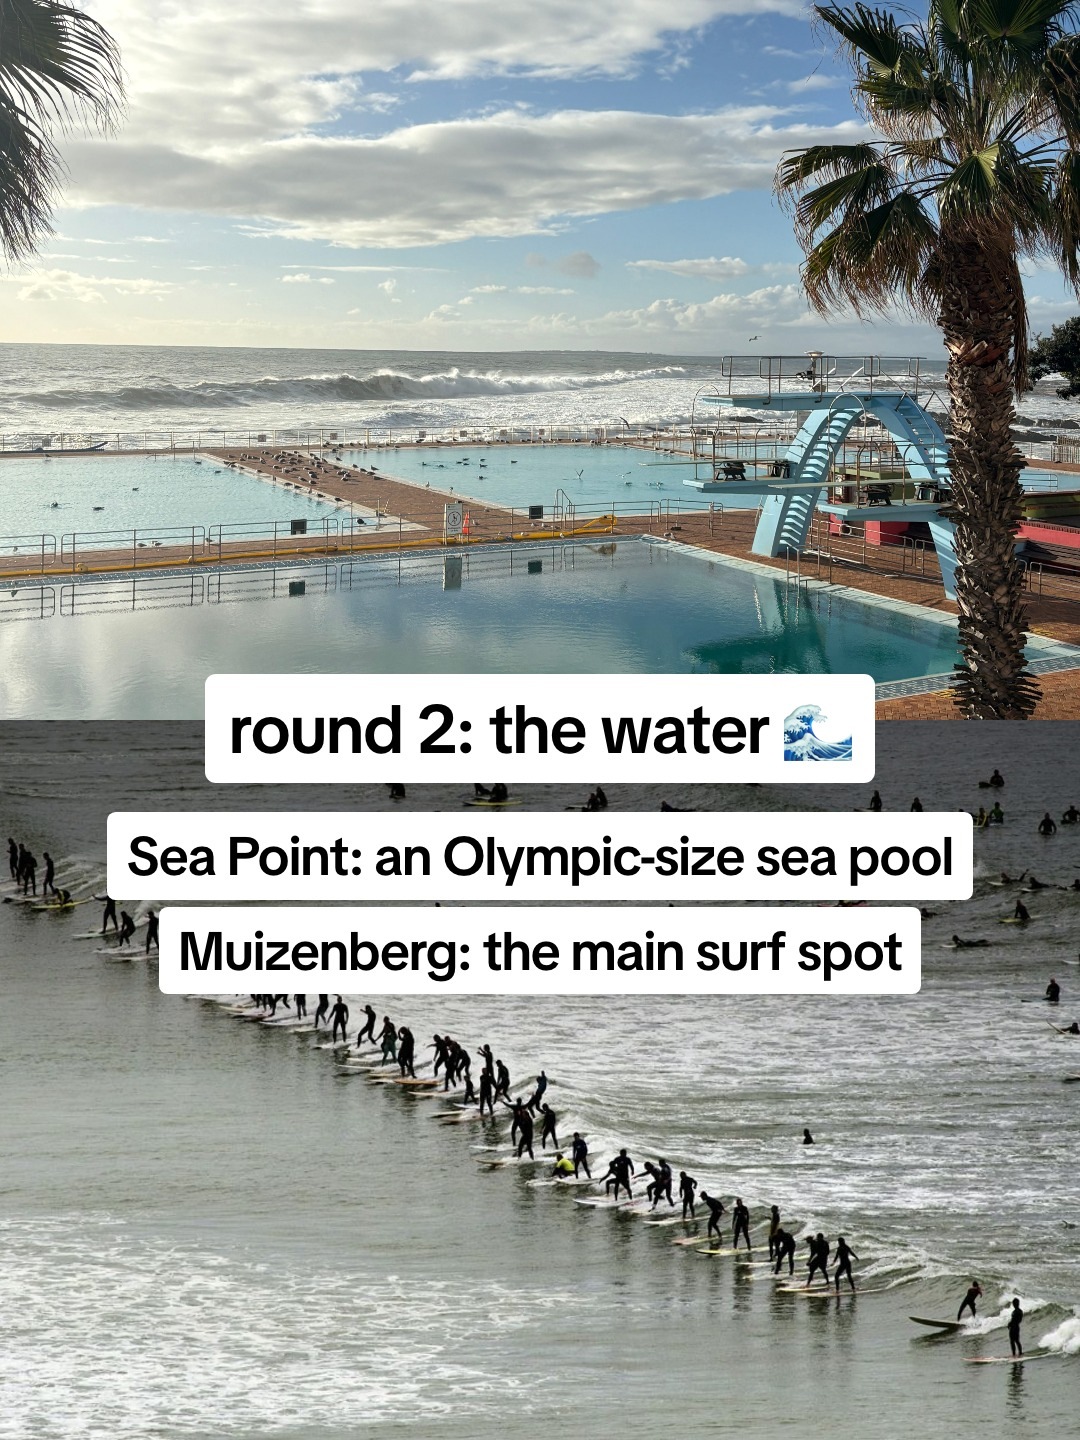 round 2: the water 🌊
Sea Point: an Olympic-size sea pool
Muizenberg: the main surf spot